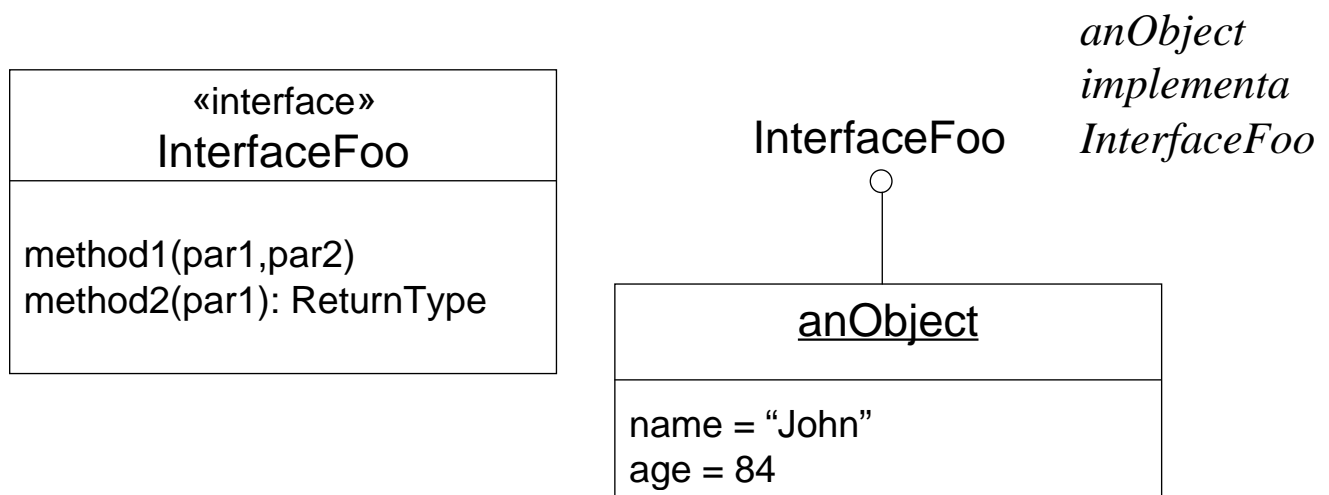 «interface»
InterfaceFoo
method1(par1,par2)
method2(par1): ReturnType
InterfaceFoo
anObject
implementa
InterfaceFoo
anObject
name = “John”
age = 84